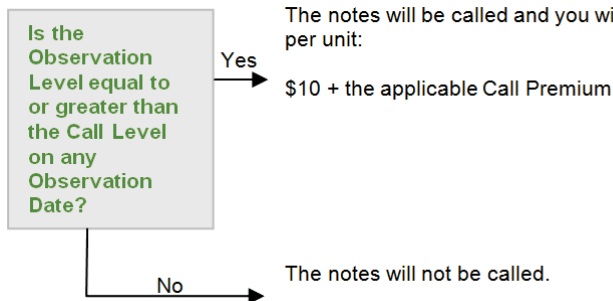 Is the
Observation
Level equal to
or greater than
the Call Level
on any
Observation
Date?
Yes
The notes will be called and you
per unit:
$10 + the applicable Call Premium
No
The notes will not be called.